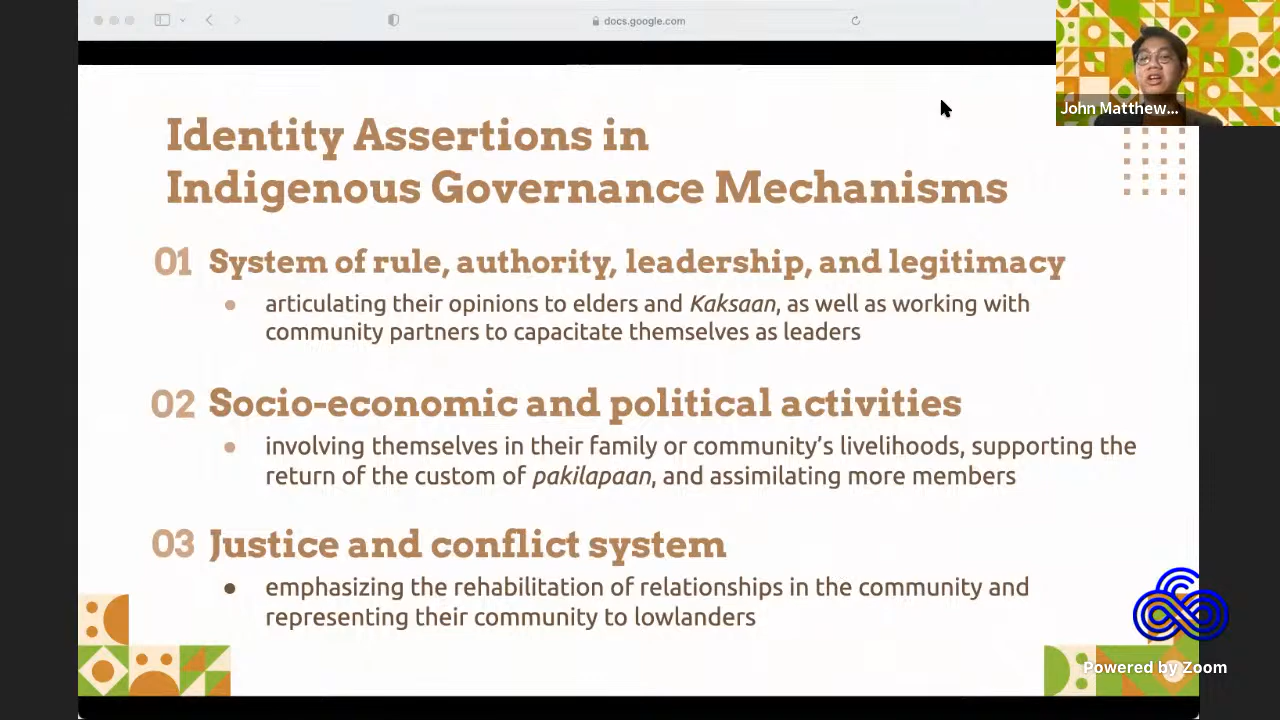 docs.google.com
John Matthew...
Identity Assertions in
Indigenous Governance Mechanisms
01 System of rule, authority, leadership, and legitimacy
articulating their opinions to elders and Kaksaan, as well as working with
community partners to capacitate themselves as leaders
02 Socio-economic and political activities
involving themselves in their family or community’s livelihoods, supporting the
return of the custom of pakilapaan, and assimilating more members
03 Justice and conflict system
emphasizing the rehabilitation of relationships in the community and
representing their community to lowlanders
Powered by Zoom